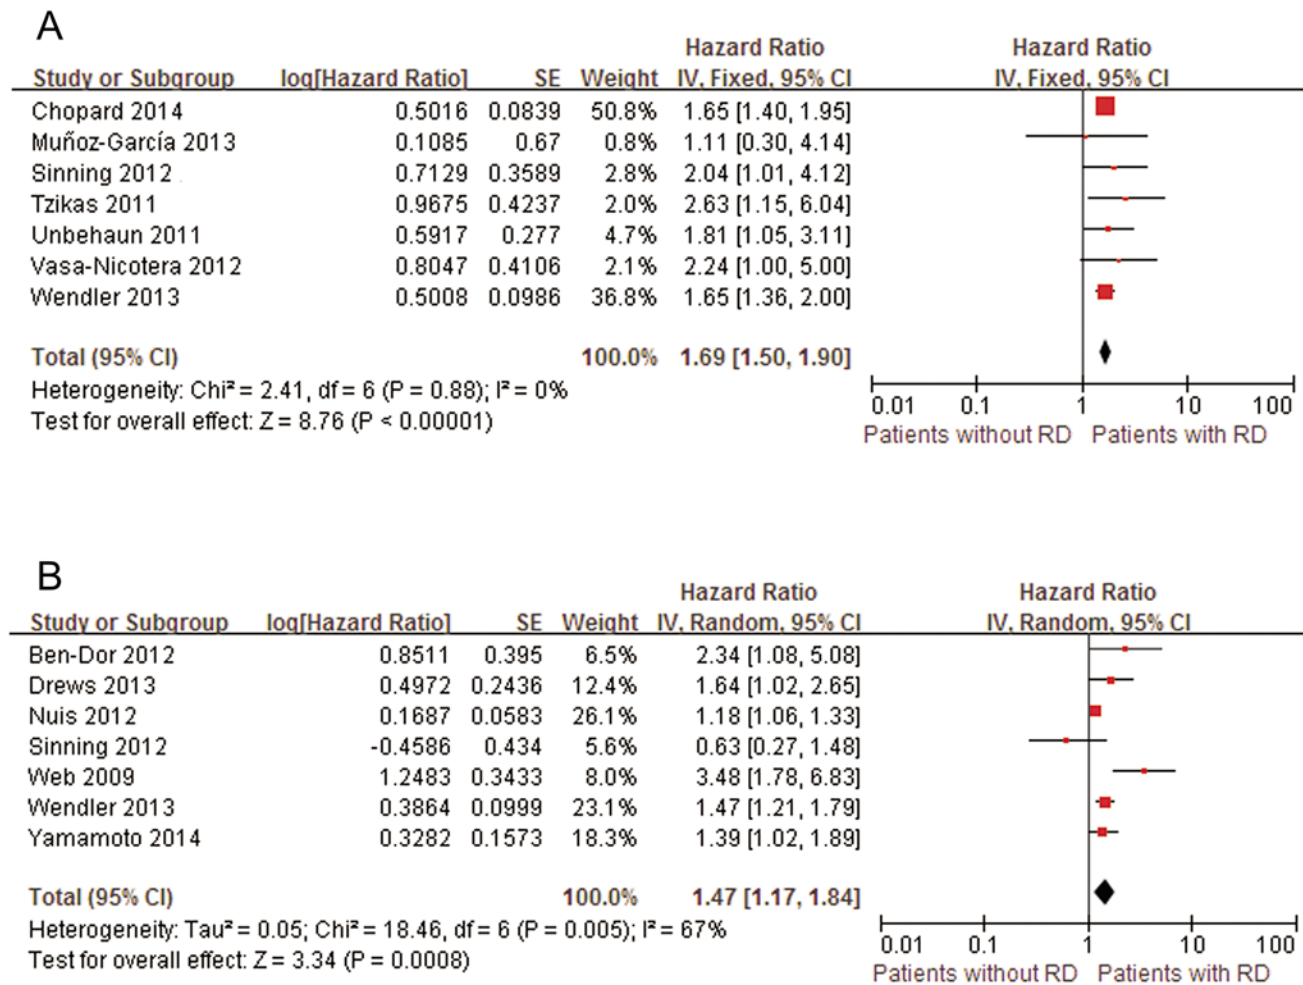 A
Hazard Ratio Hazard Ratio
Study or Subgroup log[Hazard Ratio] SE Weight IV, Fixed, 95% CI IV, Fixed, 95% CI
Chopard 2014 0.5016 0.0839 50.8% 1.65 [1.40, 1.95]
Muñoz-García 2013 0.1085 0.67 0.8% 1.11 [0.30, 4.14]
Sinning 2012 0.7129 0.3589 2.8% 2.04 [1.01, 4.12]
Tzikas 2011 0.9675 0.4237 2.0% 2.63 [1.15, 6.04]
Unbehaun 2011 0.5917 0.277 4.7% 1.81 [1.05, 3.11]
Vasa-Nicotera 2012 0.8047 0.4106 2.1% 2.24 [1.00, 5.00]
Wendler 2013 0.5008 0.0986 36.8% 1.65 [1.36, 2.00]
Total (95% CI) 100.0% 1.69 [1.50, 1.90]
Heterogeneity: Chi² = 2.41, df = 6 (P = 0.88); I² = 0%
Test for overall effect: Z = 8.76 (P < 0.00001)
0.01 0.1 1 10 100
Patients without RD Patients with RD
B
Hazard Ratio Hazard Ratio
Study or Subgroup log[Hazard Ratio] SE Weight IV, Random, 95% CI IV, Random, 95% CI
Ben-Dor 2012 0.8511 0.395 6.5% 2.34 [1.08, 5.08]
Drews 2013 0.4972 0.2436 12.4% 1.64 [1.02, 2.65]
Nuis 2012 0.1687 0.0583 26.1% 1.18 [1.06, 1.33]
Sinning 2012 -0.4586 0.434 5.6% 0.63 [0.27, 1.48]
Web 2009 1.2483 0.3433 8.0% 3.48 [1.78, 6.83]
Wendler 2013 0.3864 0.0999 23.1% 1.47 [1.21, 1.79]
Yamamoto 2014 0.3282 0.1573 18.3% 1.39 [1.02, 1.89]
Total (95% CI) 100.0% 1.47 [1.17, 1.84]
Heterogeneity: Tau² = 0.05; Chi² = 18.46, df = 6 (P = 0.005); I² = 67%
Test for overall effect: Z = 3.34 (P = 0.0008)
0.01 0.1 1 10 100
Patients without RD Patients with RD